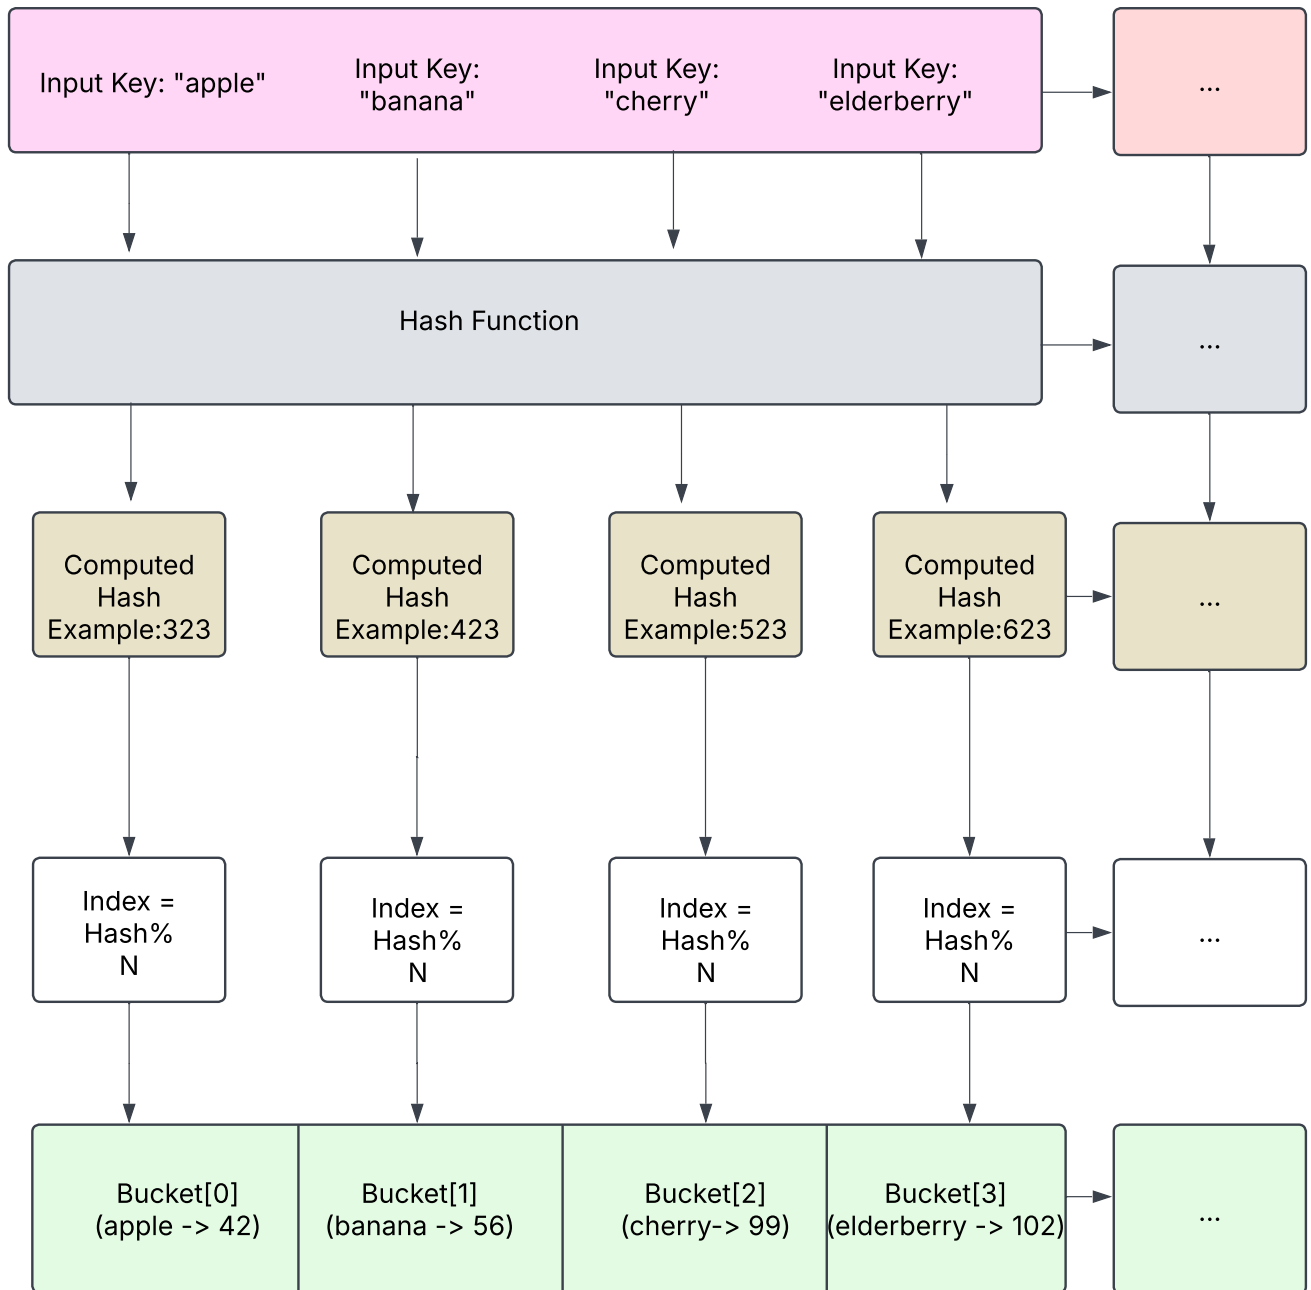 Input Key: "apple"
Input Key:
"banana"
Input Key:
"cherry"
Input Key:
"elderberry"
...
Hash Function
...
Computed
Hash
Example:323
Computed
Hash
Example:423
Computed
Hash
Example:523
Computed
Hash
Example:623
...
Index =
Hash%
N
Index =
Hash%
N
Index =
Hash%
N
Index =
Hash%
N
...
Bucket[0]
(apple -> 42)
Bucket[1]
(banana -> 56)
Bucket[2]
(cherry-> 99)
Bucket[3]
(elderberry -> 102)
...